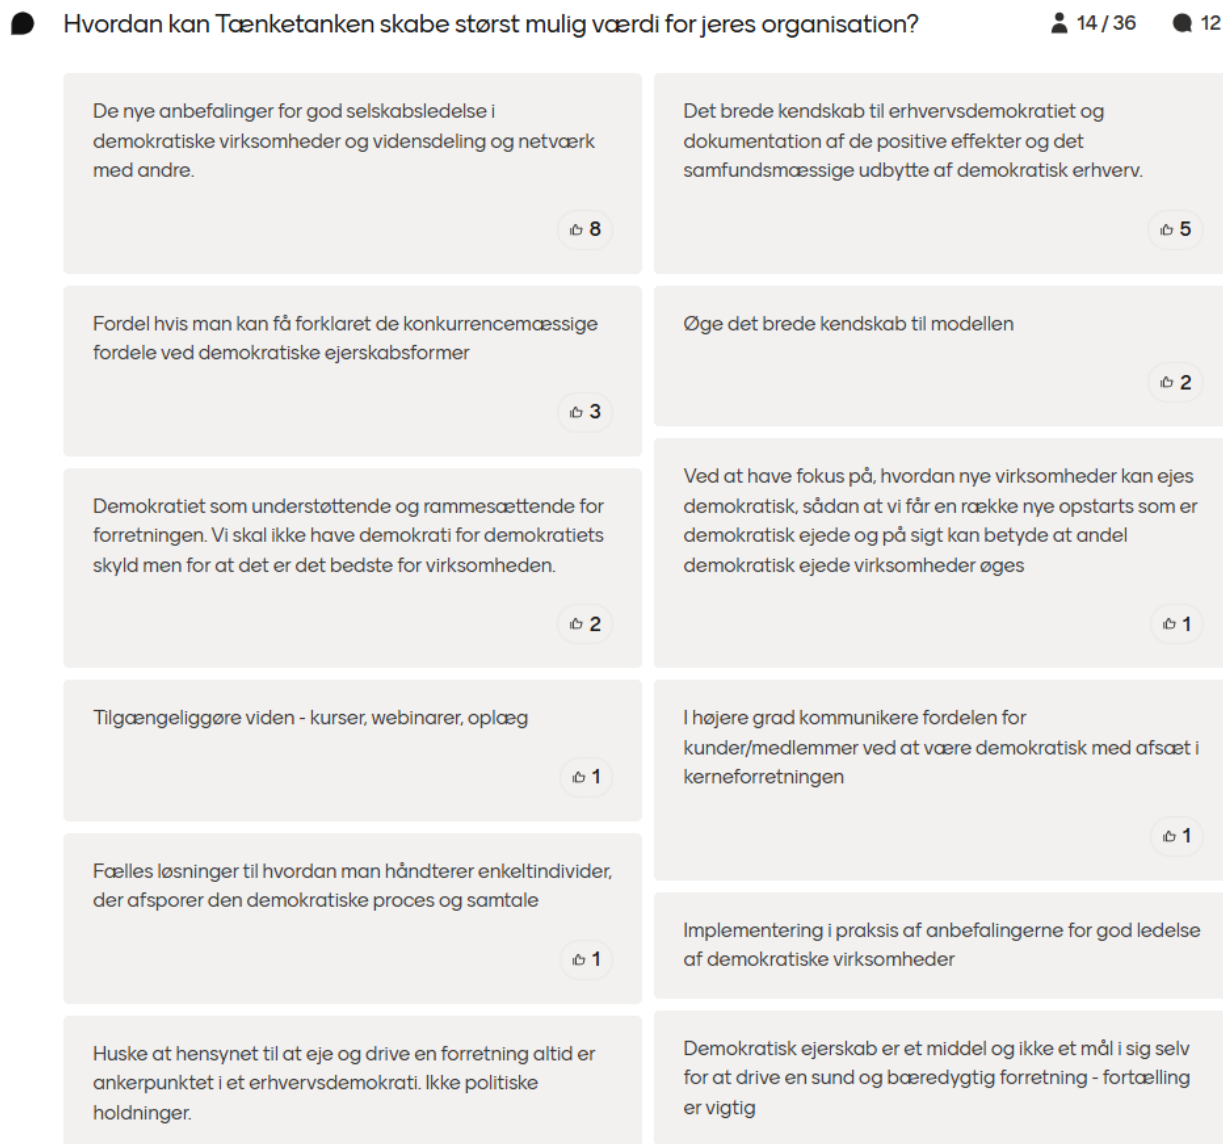 Hvordan kan Tænketanken skabe størst mulig værdi for jeres organisation?
14 / 36
12
De nye anbefalinger for god selskabsledelse i
demokratiske virksomheder og vidensdeling og netværk
med andre.
8
Det brede kendskab til erhvervsdemokratiet og
dokumentation af de positive effekter og det
samfundsmæssige udbytte af demokratisk erhverv.
5
Fordel hvis man kan få forklaret de konkurrencemæssige
fordele ved demokratiske ejerskabsformer
3
Øge det brede kendskab til modellen
2
Demokratiet som understøttende og rammesættende for
forretningen. Vi skal ikke have demokrati for demokratiets
skyld men for at det er det bedste for virksomheden.
2
Ved at have fokus på, hvordan nye virksomheder kan ejes
demokratisk, sådan at vi får en række nye opstarts som er
demokratisk ejede og på sigt kan betyde at andel
demokratisk ejede virksomheder øges
1
Tilgængeliggøre viden - kurser, webinarer, oplæg
1
I højere grad kommunikere fordelen for
kunder/medlemmer ved at være demokratisk med afsæt i
kerneforretningen
1
Fælles løsninger til hvordan man håndterer enkeltindivider,
der afsporer den demokratiske proces og samtale
1
Implementering i praksis af anbefalingerne for god ledelse
af demokratiske virksomheder
Huske at hensynet til at eje og drive en forretning altid er
ankerpunktet i et erhvervsdemokrati. Ikke politiske
holdninger.
Demokratisk ejerskab er et middel og ikke et mål i sig selv
for at drive en sund og bæredygtig forretning - fortælling
er vigtig